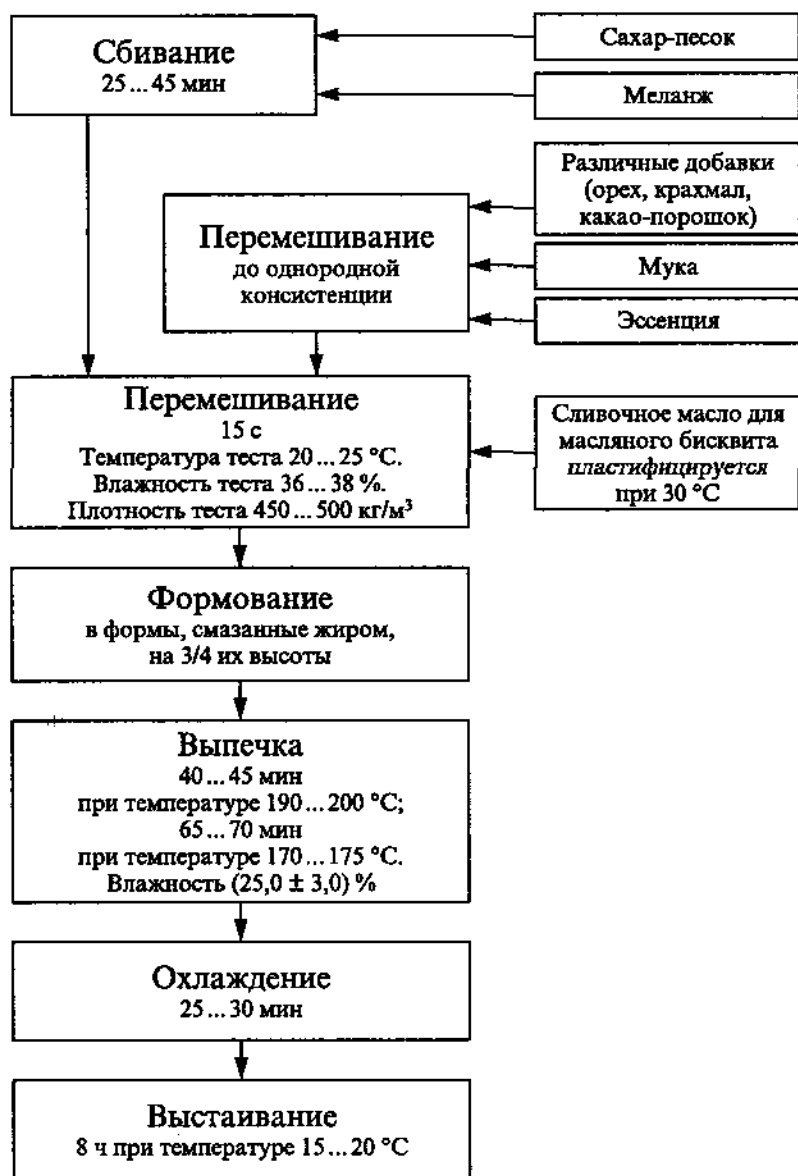 Сбивание
25 ... 45 мин
Сахар-песок
Меланж
Различные добавки
(орех, крахмал,
какао-порошок)
Перемешивание
до однородной
консистенции
Мука
Эссенция
Перемешивание
15 с
Температура теста 20 ... 25 °C.
Влажность теста 36 ... 38 %.
Плотность теста 450 ... 500 кг/м³
Сливочное масло для
масляного бисквита
пластифицируется
при 30 °C
Формование
в формы, смазанные жиром,
на 3/4 их высоты
Выпечка
40 ... 45 мин
при температуре 190 ... 200 °C;
65 ... 70 мин
при температуре 170 ... 175 °C.
Влажность (25,0 ± 3,0) %
Охлаждение
25 ... 30 мин
Выстаивание
8 ч при температуре 15 ... 20 °C